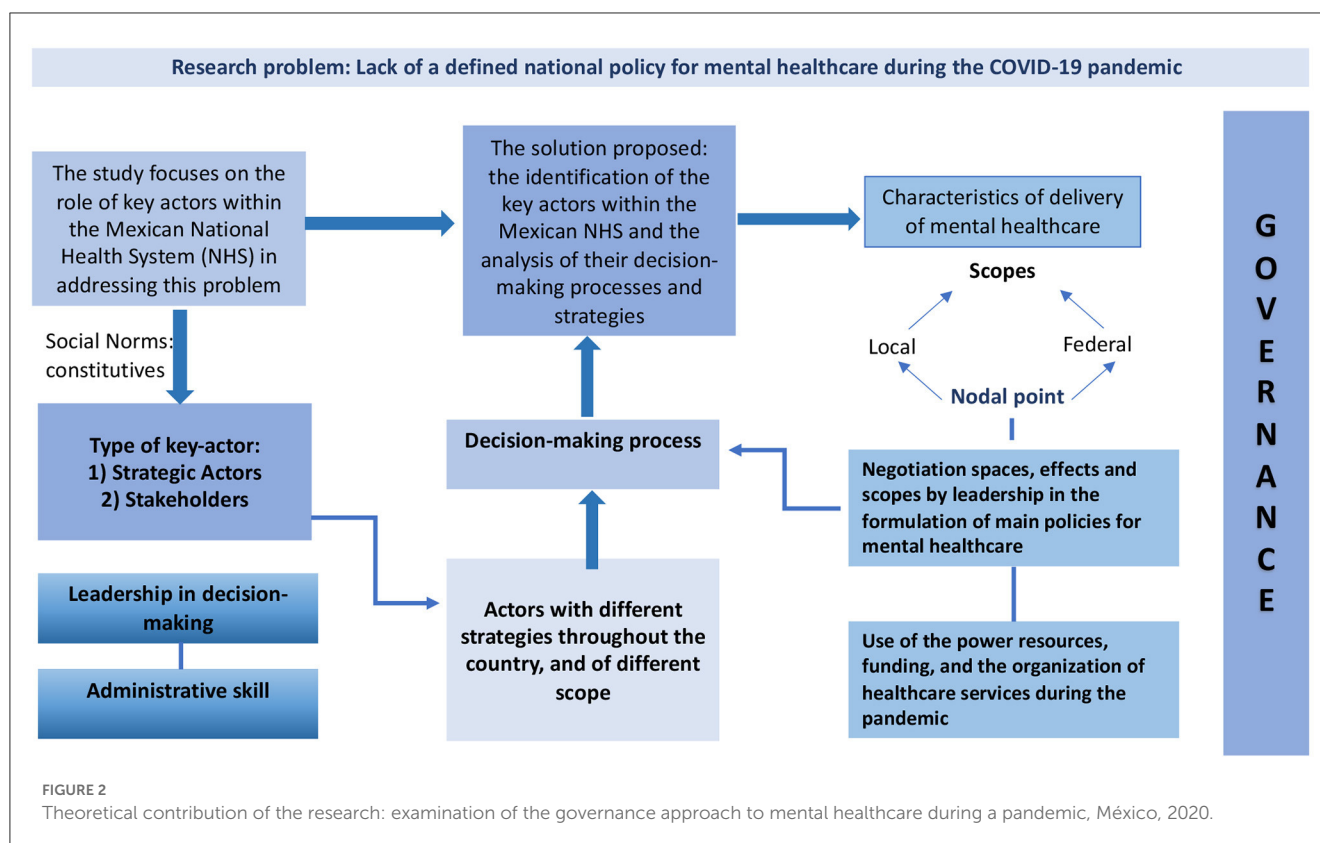 Research problem: Lack of a defined national policy for mental healthcare during the COVID-19 pandemic
The study focuses on the
role of key actors within
the Mexican National
Health System (NHS) in
addressing this problem
The solution proposed:
the identification of the
key actors within the
Mexican NHS and the
analysis of their decision-
making processes and
strategies
Characteristics of delivery
of mental healthcare
Scopes
Local
Federal
Nodal point
Social Norms:
constitutives
Type of key-actor:
1) Strategic Actors
2) Stakeholders
Decision-making process
Negotiation spaces, effects and
scopes by leadership in the
formulation of main policies for
mental healthcare
Leadership in decision-
making
Administrative skill
Actors with different
strategies throughout the
country, and of different
scope
Use of the power resources,
funding, and the organization of
healthcare services during the
pandemic
G
O
V
E
R
N
A
N
C
E
FIGURE 2
Theoretical contribution of the research: examination of the governance approach to mental healthcare during a pandemic, México, 2020.